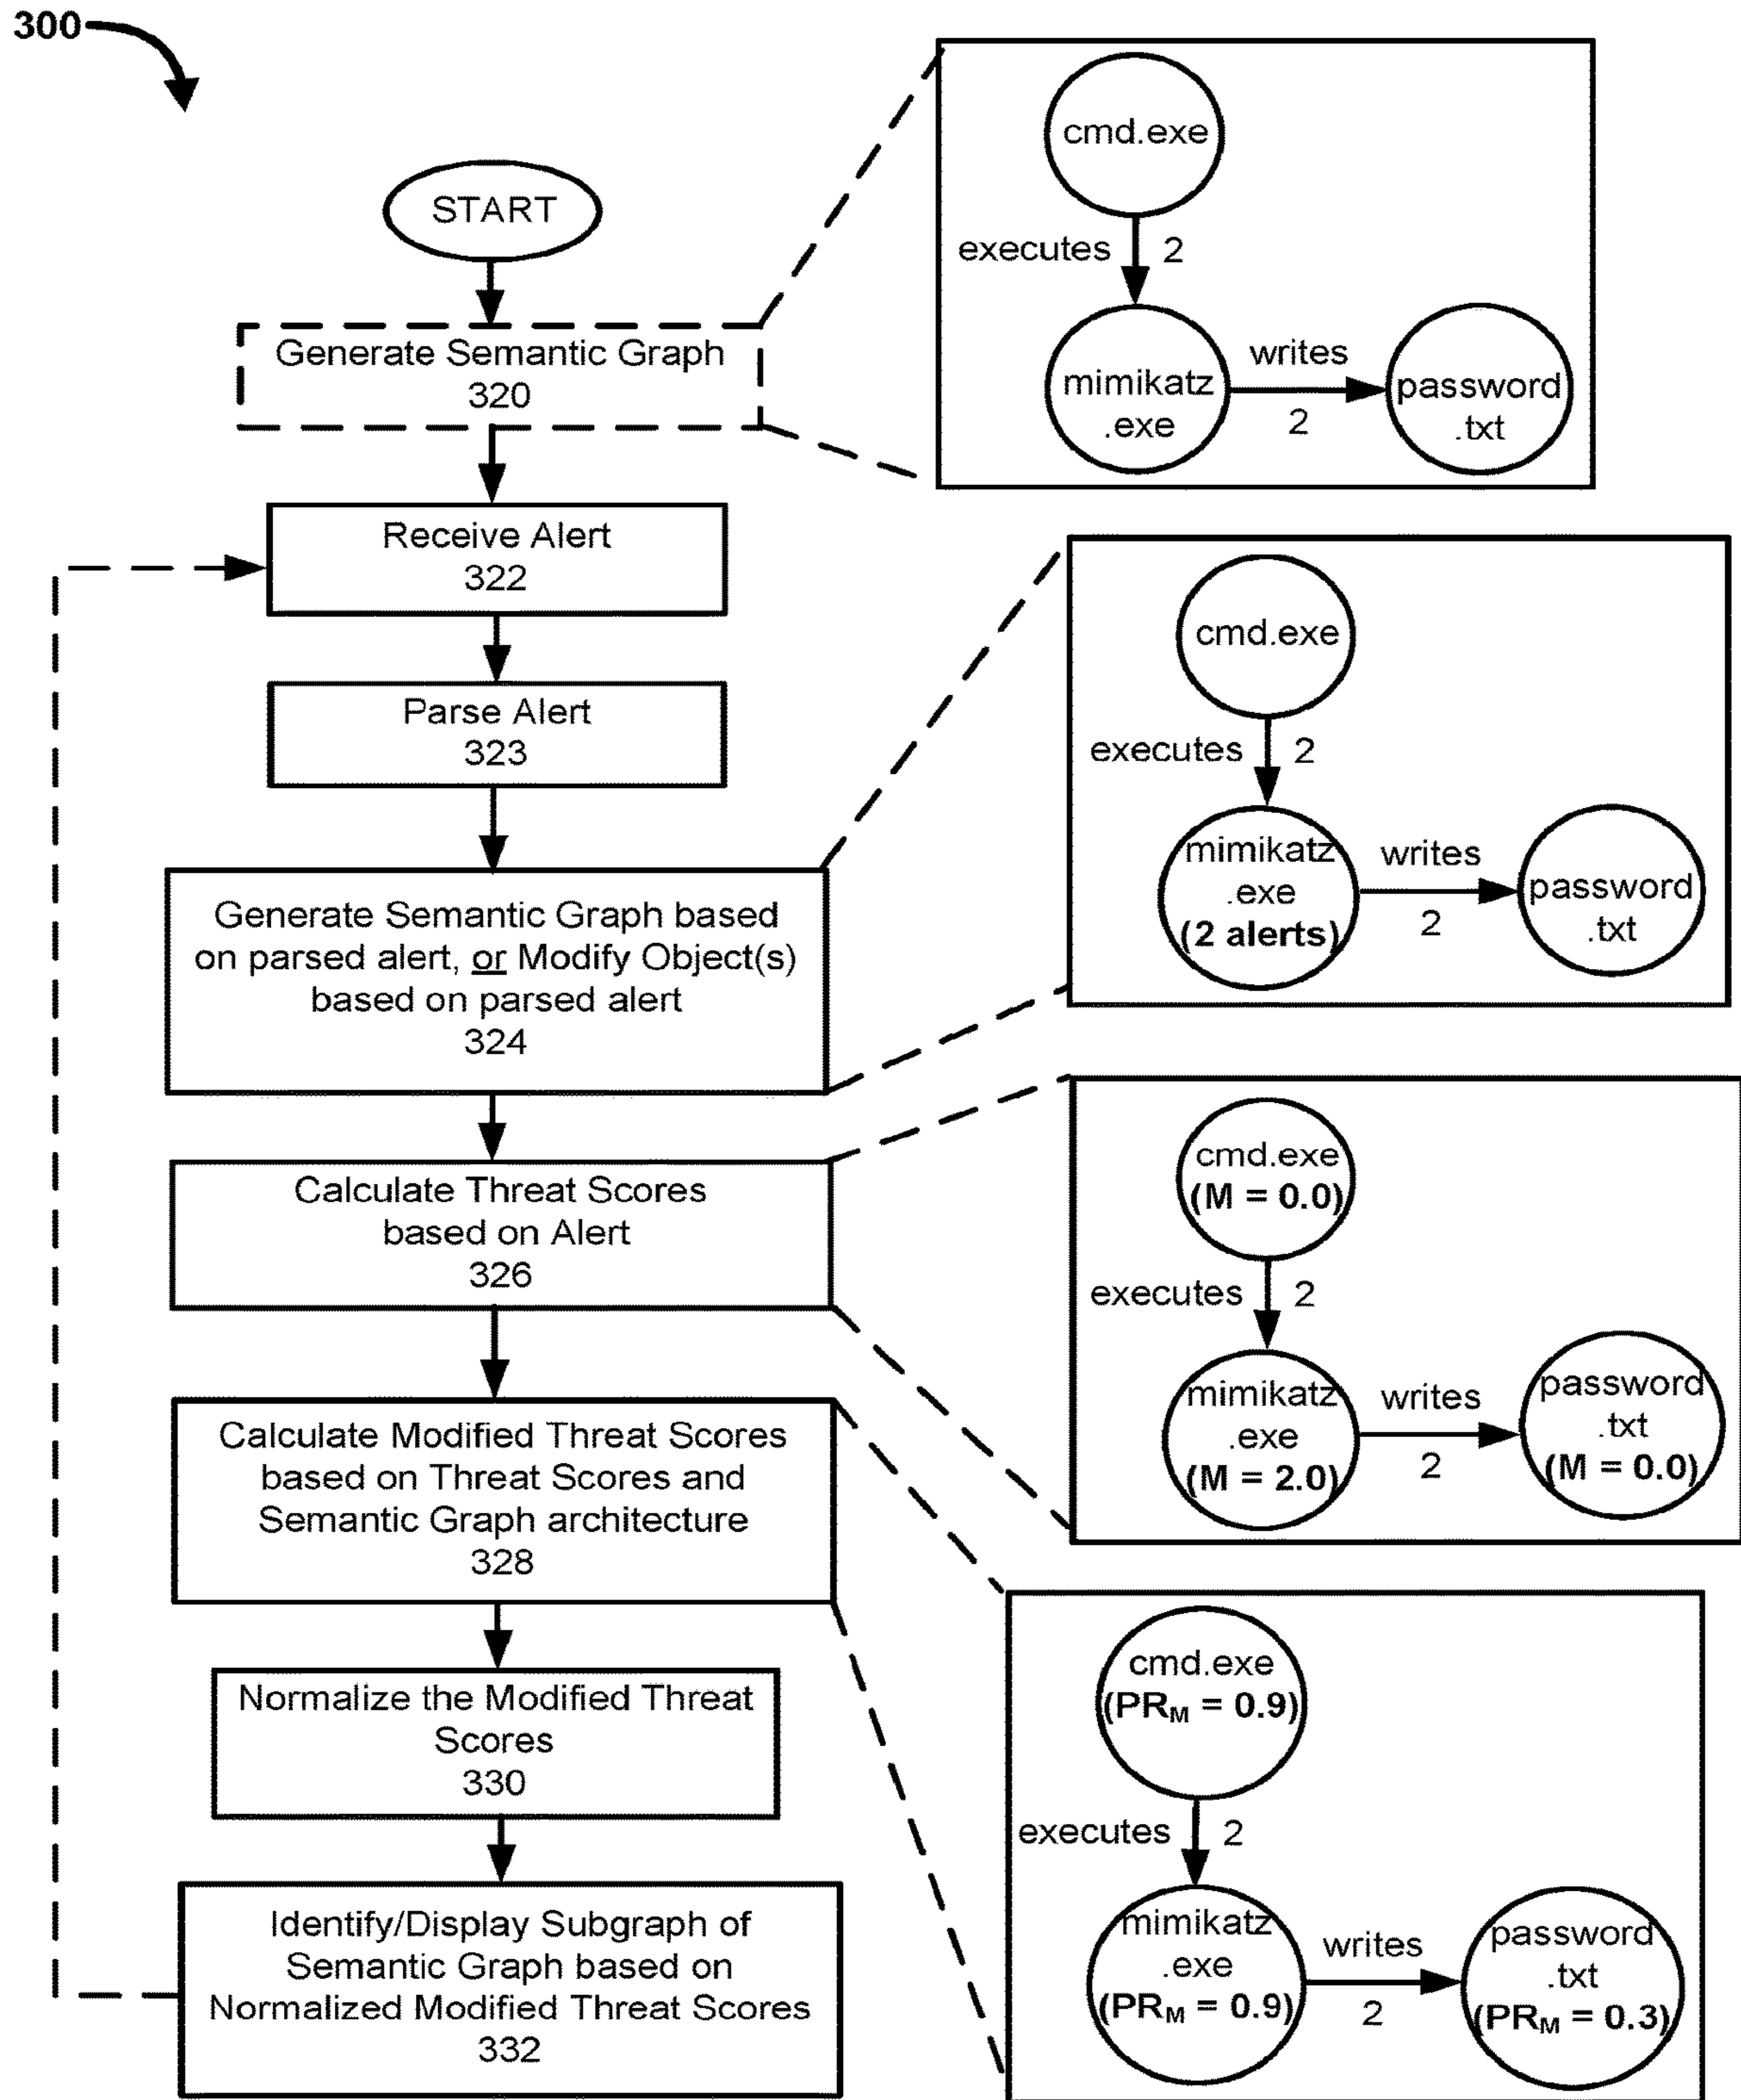 300
START
Generate Semantic Graph
320
Receive Alert
322
Parse Alert
323
Generate Semantic Graph based
on parsed alert, or Modify Object(s)
based on parsed alert
324
Calculate Threat Scores
based on Alert
326
Calculate Modified Threat Scores
based on Threat Scores and
Semantic Graph architecture
328
Normalize the Modified Threat
Scores
330
Identify/Display Subgraph of
Semantic Graph based on
Normalized Modified Threat Scores
332
cmd.exe
executes 2
mimikatz
.exe
writes
2
password
.txt
cmd.exe
executes 2
mimikatz
.exe
(2 alerts)
writes
2
password
.txt
cmd.exe
(M = 0.0)
executes 2
mimikatz
.exe
(M = 2.0)
writes
2
password
.txt
(M = 0.0)
cmd.exe
(PRM = 0.9)
executes 2
mimikatz
.exe
(PRM = 0.9)
writes
2
password
.txt
(PRM = 0.3)